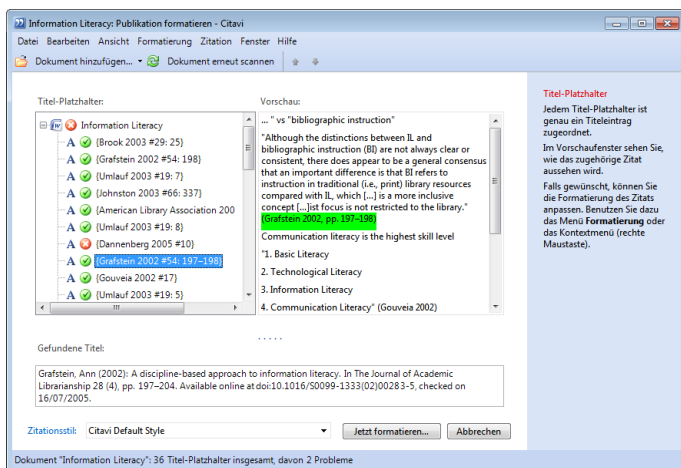 Information Literacy: Publikation formatieren - Citavi
Datei Bearbeiten Ansicht Formatierung Zitation Fenster Hilfe
Dokument hinzufügen... Dokument erneut scannen
Titel-Platzhalter:
Information Literacy
A {Brook 2003 #29: 25}
A {Grafstein 2002 #54: 198}
A {Umlauf 2003 #19: 7}
A {Johnston 2003 #66: 337}
A {American Library Association 200
A {Umlauf 2003 #19: 8}
A {Dannenberg 2005 #10}
A {Grafstein 2002 #54: 197–198}
A {Gouveia 2002 #17}
A {Umlauf 2003 #19: 5}
Vorschau:
... " vs "bibliographic instruction"
"Although the distinctions between IL and
bibliographic instruction (BI) are not always clear or
consistent, there does appear to be a general consensus
that an important difference is that BI refers to
instruction in traditional (i.e., print) library resources
compared with IL, which [...] is a more inclusive
concept [...]ist focus is not restricted to the library."
(Grafstein 2002, pp. 197–198)
Communication literacy is the highest skill level
"1. Basic Literacy
2. Technological Literacy
3. Information Literacy
4. Communication Literacy" (Gouveia 2002)
Titel-Platzhalter
Jedem Titel-Platzhalter ist
genau ein Titeleintrag
zugeordnet.
Im Vorschaufenster sehen Sie,
wie das zugehörige Zitat
aussehen wird.
Falls gewünscht, können Sie
die Formatierung des Zitats
anpassen. Benutzen Sie dazu
das Menü Formatierung oder
das Kontextmenü (rechte
Maustaste).
Gefundene Titel:
Grafstein, Ann (2002): A discipline-based approach to information literacy. In The Journal of Academic
Librarianship 28 (4), pp. 197–204. Available online at doi:10.1016/S0099-1333(02)00283-5, checked on
16/07/2005.
Zitationsstil: Citavi Default Style Jetzt formatieren... Abbrechen
Dokument "Information Literacy": 36 Titel-Platzhalter insgesamt, davon 2 Probleme